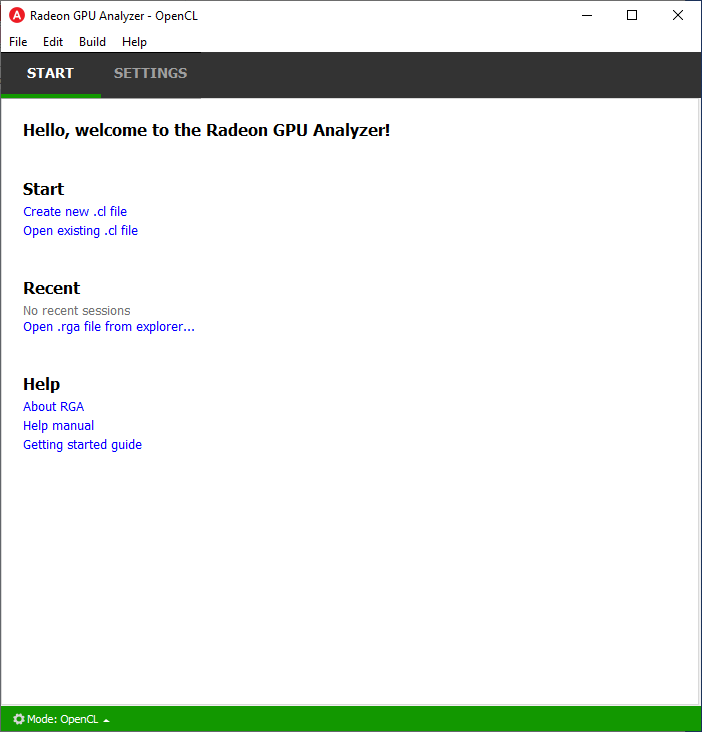 Radeon GPU Analyzer - OpenCL
File Edit Build Help
START SETTINGS
Hello, welcome to the Radeon GPU Analyzer!
Start
Create new .cl file
Open existing .cl file
Recent
No recent sessions
Open .rga file from explorer...
Help
About RGA
Help manual
Getting started guide
Mode: OpenCL